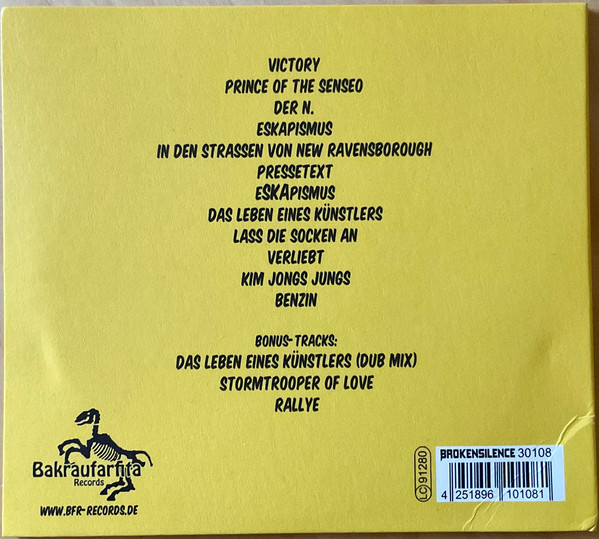 VICTORY
PRINCE OF THE SENSEO
DER N.
ESKAPISMUS
IN DEN STRASSEN VON NEW RAVENSBOROUGH
PRESSETEXT
eSKApismus
DAS LEBEN EINES KÜNSTLERS
LASS DIE SOCKEN AN
VERLIEBT
KIM JONGS JUNGS
BENZIN
BONUS-TRACKS:
DAS LEBEN EINES KÜNSTLERS (DUB MIX)
STORMTROOPER OF LOVE
RALLYE
Bakraufarfita
Records
WWW.BFR-RECORDS.DE
LC 91280
BROKENSILENCE 30108
4 251896 101081